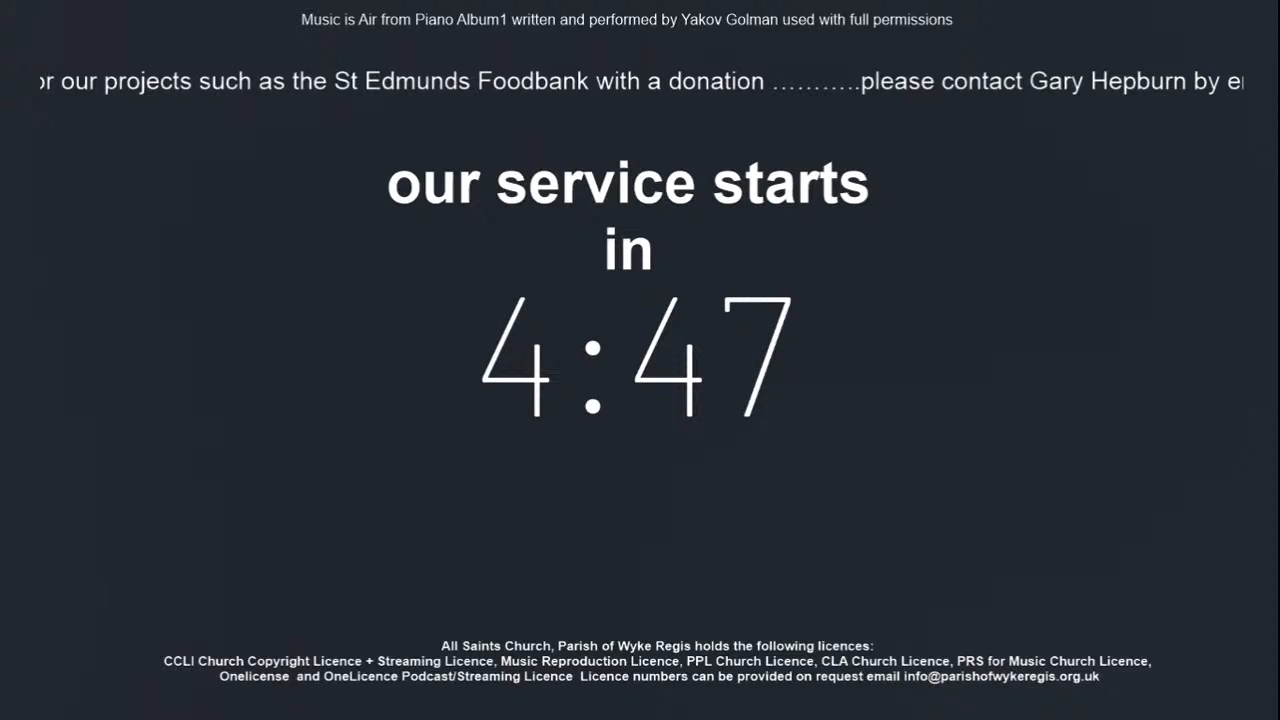 Music is Air from Piano Album1 written and performed by Yakov Golman used with full permissions
our projects such as the St Edmunds Foodbank with a donation ………..please contact Gary Hepburn by
our service starts
in
4:47
All Saints Church, Parish of Wyke Regis holds the following licences:
CCLI Church Copyright Licence + Streaming Licence, Music Reproduction Licence, PPL Church Licence, CLA Church Licence, PRS for Music Church Licence,
Onelicense and OneLicence Podcast/Streaming Licence Licence numbers can be provided on request email info@parishofwykeregis.org.uk